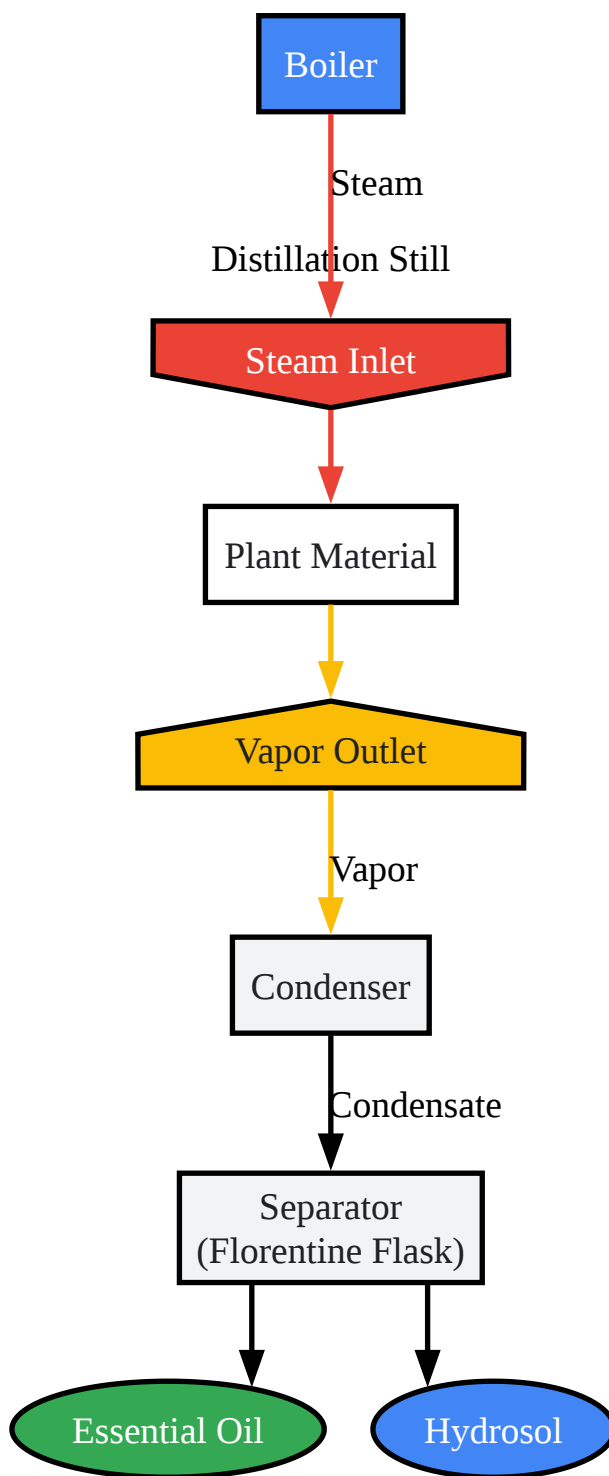 Boiler
Steam
Distillation Still
Steam Inlet
Plant Material
Vapor Outlet
Vapor
Condenser
Condensate
Separator
(Florentine Flask)
Essential Oil
Hydrosol